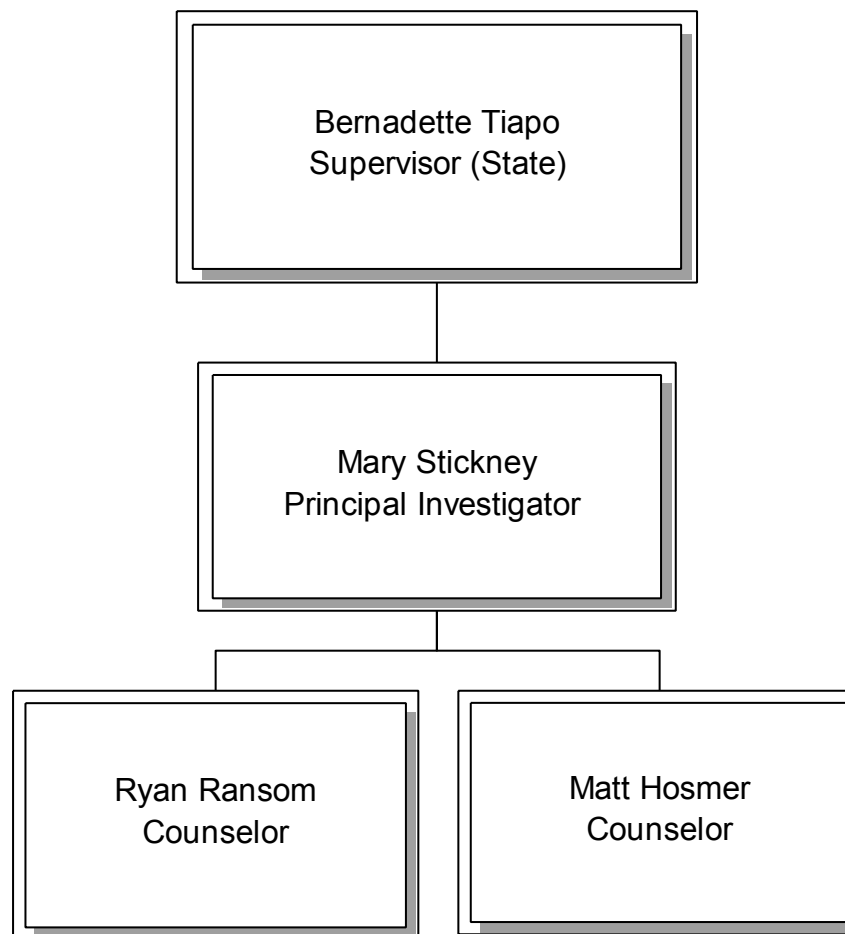 Bernadette Tiapo
Supervisor (State)
Mary Stickney
Principal Investigator
Ryan Ransom
Counselor
Matt Hosmer
Counselor